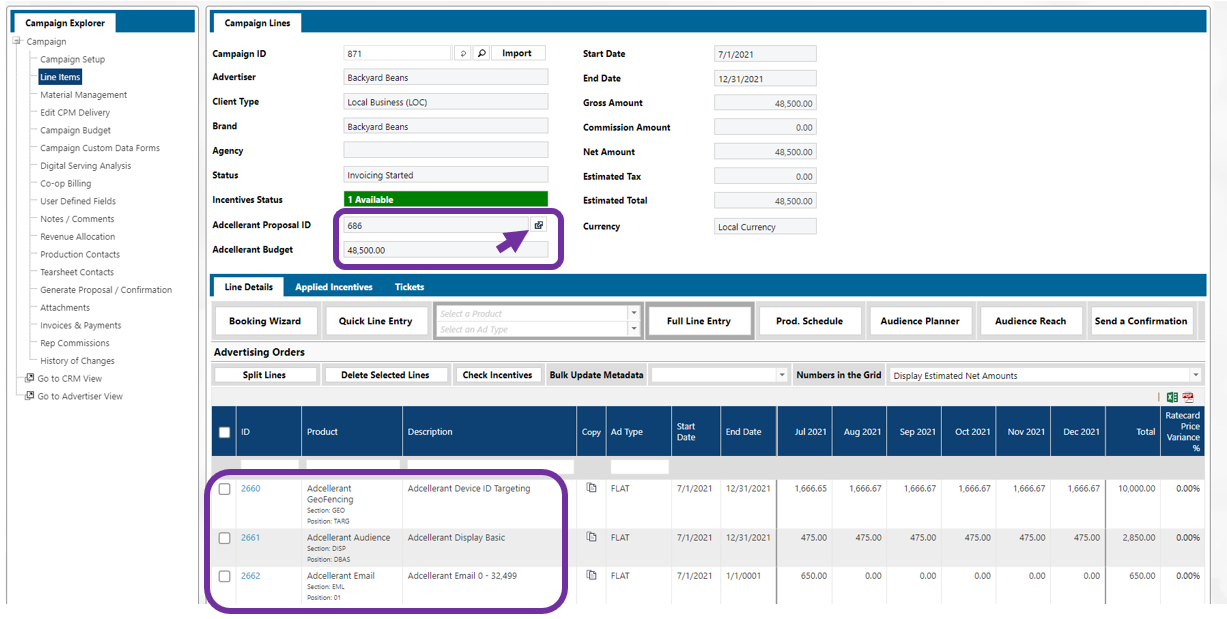 Campaign Explorer
Campaign
Campaign Setup
Line Items
Material Management
Edit CPM Delivery
Campaign Budget
Campaign Custom Data Forms
Digital Serving Analysis
Co-op Billing
User Defined Fields
Notes / Comments
Revenue Allocation
Production Contacts
Tearsheet Contacts
Generate Proposal / Confirmation
Attachments
Invoices & Payments
Rep Commissions
History of Changes
Go to CRM View
Go to Advertiser View
Campaign Lines
Campaign ID 871 Import Start Date 7/1/2021
Advertiser Backyard Beans End Date 12/31/2021
Client Type Local Business (LOC) Gross Amount 48,500.00
Brand Backyard Beans Commission Amount 0.00
Agency Net Amount 48,500.00
Status Invoicing Started Estimated Tax 0.00
Incentives Status 1 Available Estimated Total 48,500.00
Adcellerant Proposal ID 686 Currency Local Currency
Adcellerant Budget 48,500.00
Line Details Applied Incentives Tickets
Booking Wizard Quick Line Entry Select a Product Full Line Entry Prod. Schedule Audience Planner Audience Reach Send a Confirmation
Select an Ad Type
Advertising Orders
Split Lines Delete Selected Lines Check Incentives Bulk Update Metadata Numbers in the Grid Display Estimated Net Amounts
ID Product Description Copy Ad Type Start Date End Date Jul 2021 Aug 2021 Sep 2021 Oct 2021 Nov 2021 Dec 2021 Total Ratecard Price Variance %
2660 Adcellerant GeoFencing Adcellerant Device ID Targeting FLAT 7/1/2021 12/31/2021 1,666.65 1,666.67 1,666.67 1,666.67 1,666.67 1,666.67 10,000.00 0.00%
Section: GEO
Position: TARG
2661 Adcellerant Audience Adcellerant Display Basic FLAT 7/1/2021 12/31/2021 475.00 475.00 475.00 475.00 475.00 475.00 2,850.00 0.00%
Section: DISP
Position: DBAS
2662 Adcellerant Email Adcellerant Email 0 - 32,499 FLAT 7/1/2021 1/1/0001 650.00 0.00 0.00 0.00 0.00 0.00 650.00 0.00%
Section: EML
Position: 01